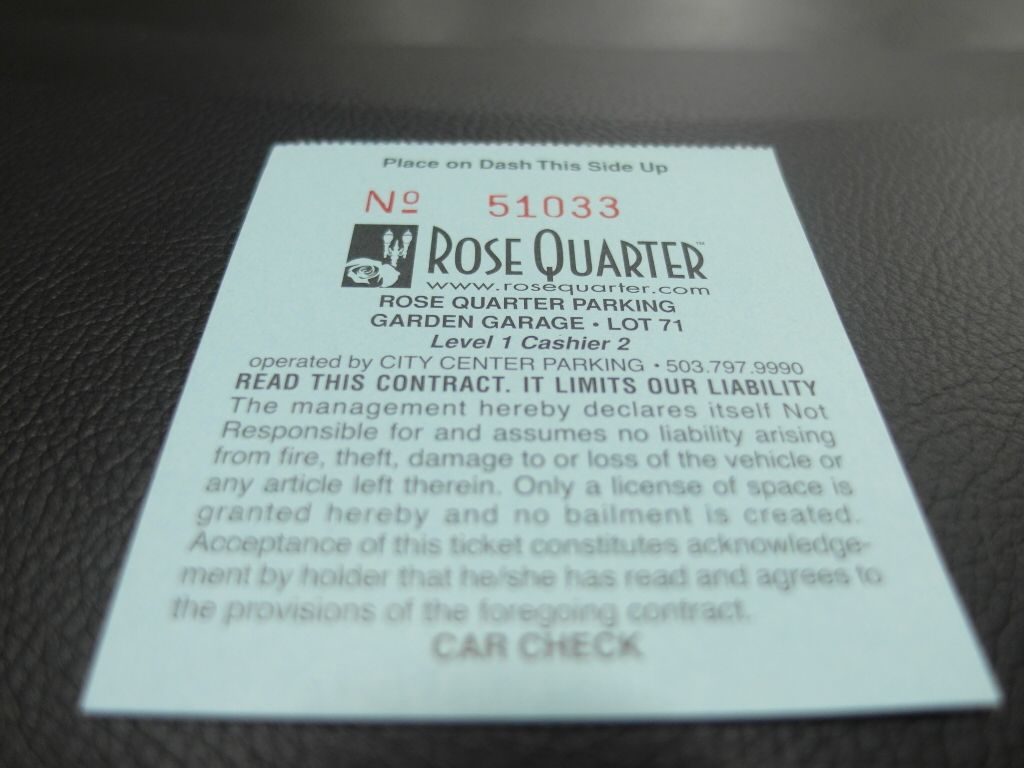 Place on Dash This Side Up
Nº 51033
ROSE QUARTER™
www.rosequarter.com
ROSE QUARTER PARKING
GARDEN GARAGE • LOT 71
Level 1 Cashier 2
operated by CITY CENTER PARKING • 503.797.9990
READ THIS CONTRACT. IT LIMITS OUR LIABILITY
The management hereby declares itself Not
Responsible for and assumes no liability arising
from fire, theft, damage to or loss of the vehicle or
any article left therein. Only a license of space is
granted hereby and no bailment is created.
Acceptance of this ticket constitutes acknowledge-
ment by holder that he/she has read and agrees to
the provisions of the foregoing contract.
CAR CHECK